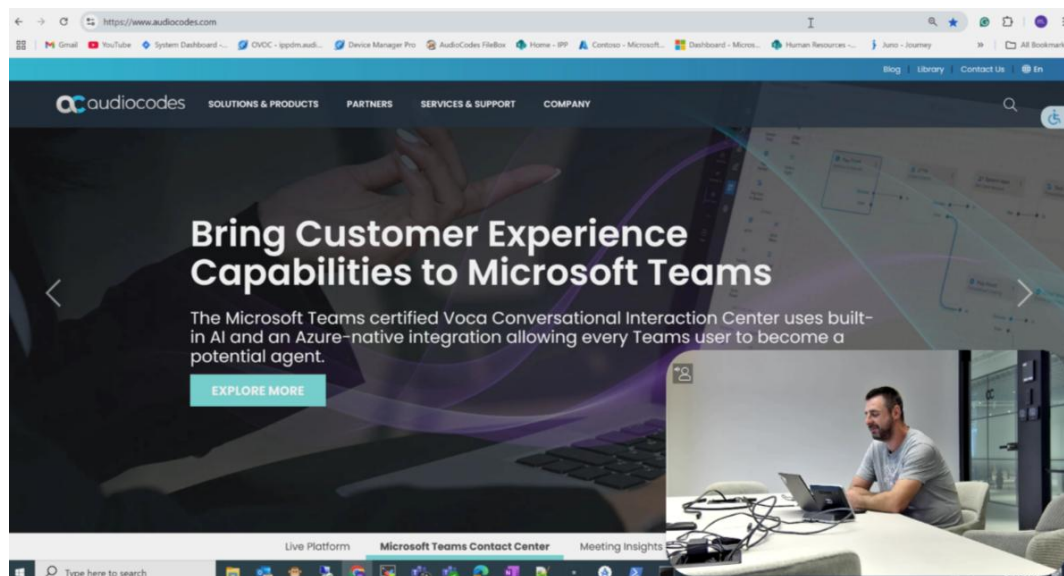 https://www.audiocodes.com
Gmail YouTube System Dashboard -... OVOC - ippdm.audi... Device Manager Pro AudioCodes FileBox Home - IPP Contoso - Microsoft... Dashboard - Micros... Human Resources -... Juno - Journey » All Bookmark
Blog Library Contact Us En
audiocodes SOLUTIONS & PRODUCTS PARTNERS SERVICES & SUPPORT COMPANY
Bring Customer Experience
Capabilities to Microsoft Teams
The Microsoft Teams certified Voca Conversational Interaction Center uses built-
in AI and an Azure-native integration allowing every Teams user to become a
potential agent.
EXPLORE MORE
Live Platform Microsoft Teams Contact Center Meeting Insights
Type here to search